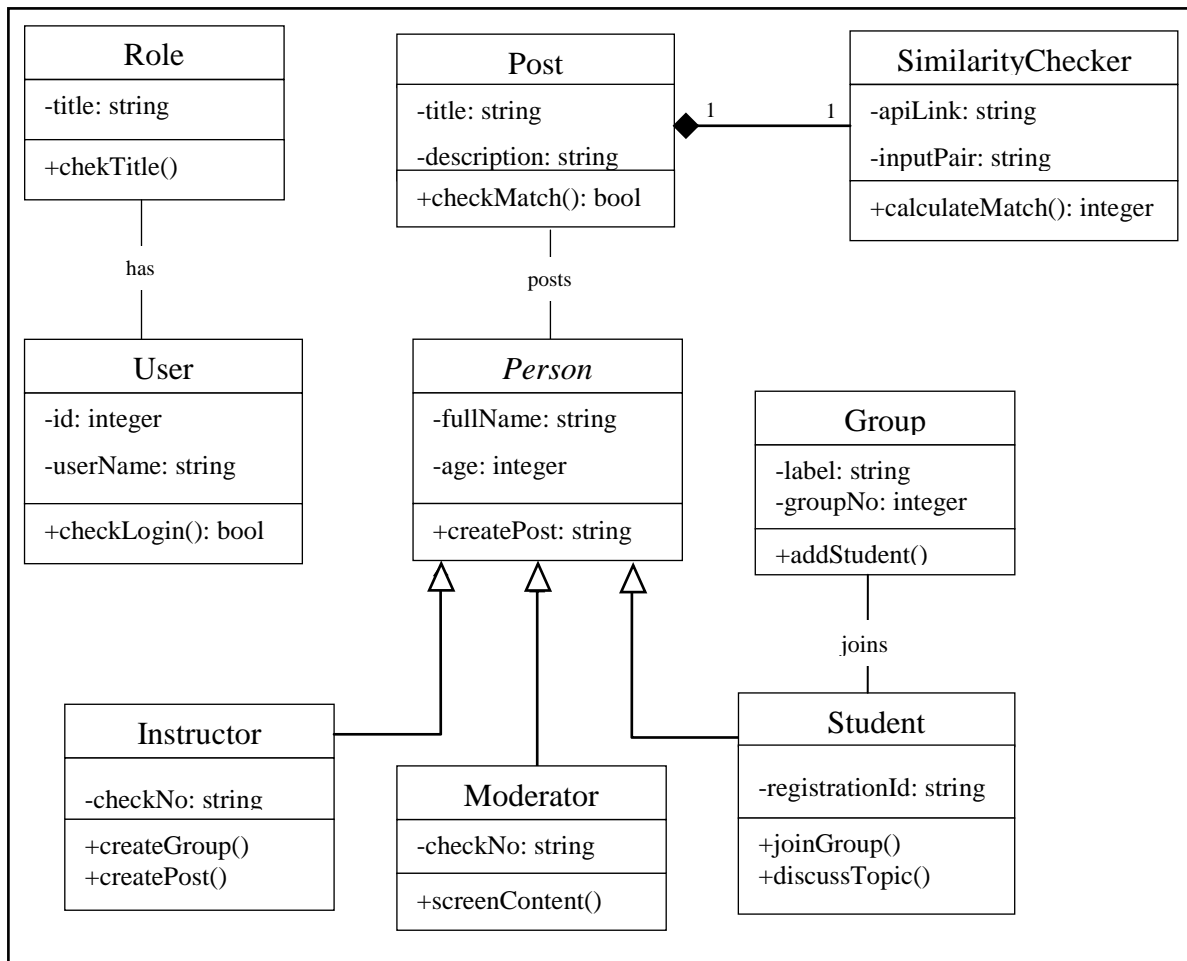 Role
-title: string
+chekTitle()
Post
-title: string
-description: string
+checkMatch(): bool
1
1
SimilarityChecker
-apiLink: string
-inputPair: string
+calculateMatch(): integer
has
posts
User
-id: integer
-userName: string
+checkLogin(): bool
Person
-fullName: string
-age: integer
+createPost: string
Group
-label: string
-groupNo: integer
+addStudent()
joins
Instructor
-checkNo: string
+createGroup()
+createPost()
Moderator
-checkNo: string
+screenContent()
Student
-registrationId: string
+joinGroup()
+discussTopic()